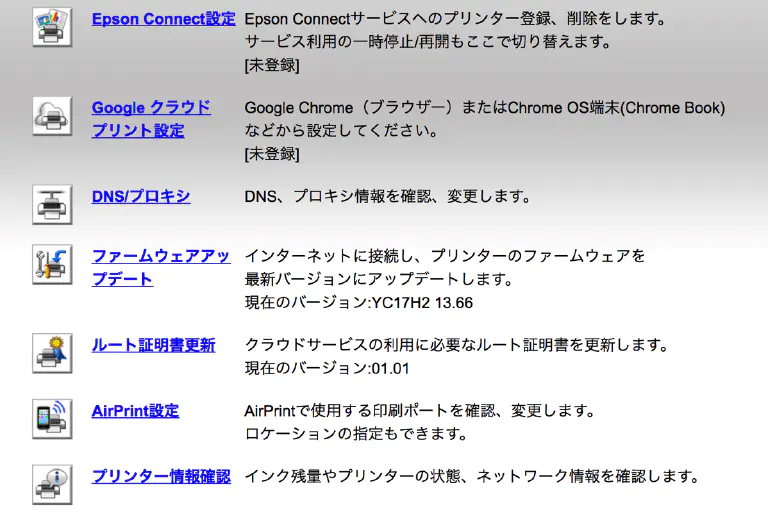 Epson Connect設定 Epson Connectサービスへのプリンター登録、削除をします。
サービス利用の一時停止/再開もここで切り替えます。
[未登録]
Google クラウド
プリント設定
Google Chrome（ブラウザー）またはChrome OS端末(Chrome Book)
などから設定してください。
[未登録]
DNS/プロキシ
DNS、プロキシ情報を確認、変更します。
ファームウェアアッ
プデート
インターネットに接続し、プリンターのファームウェアを
最新バージョンにアップデートします。
現在のバージョン:YC17H2 13.66
ルート証明書更新
クラウドサービスの利用に必要なルート証明書を更新します。
現在のバージョン:01.01
AirPrint設定
AirPrintで使用する印刷ポートを確認、変更します。
ロケーションの指定もできます。
プリンター情報確認
インク残量やプリンターの状態、ネットワーク情報を確認します。